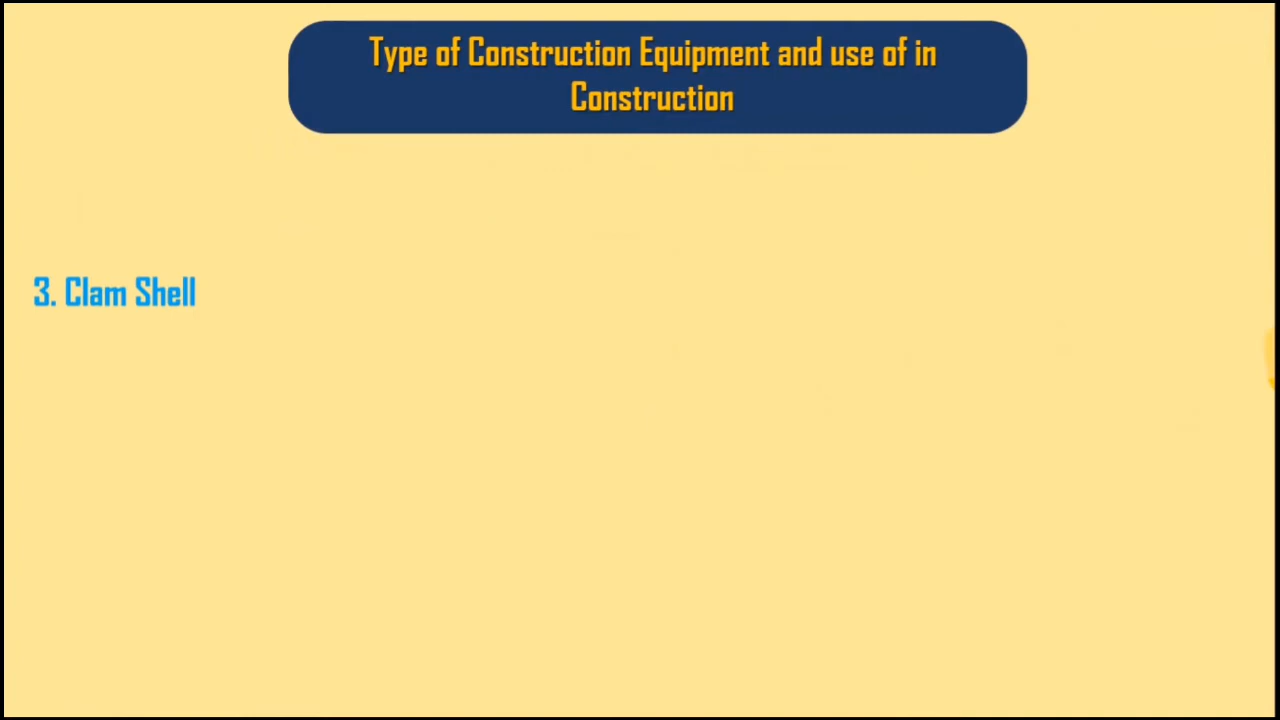 Type of Construction Equipment and use of in
Construction
3. Clam Shell